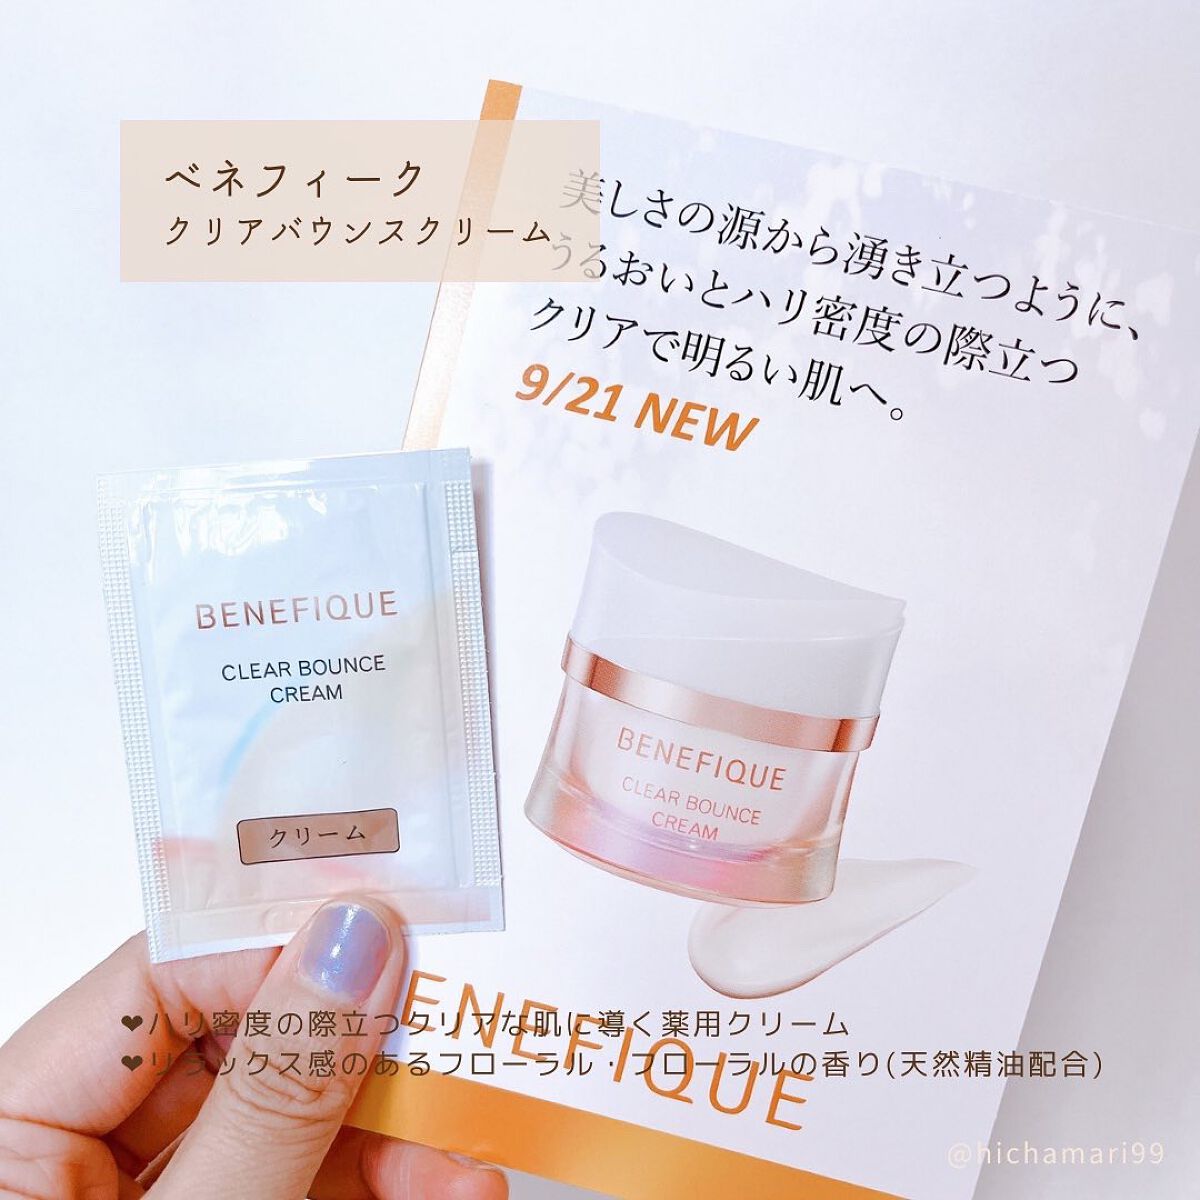 ベネフィーク
クリアバウンスクリーム
美しさの源から湧き立つように、
うるおいとハリ密度の際立つ
クリアで明るい肌へ。
9/21 NEW
BENEFIQUE
CLEAR BOUNCE
CREAM
クリーム
BENEFIQUE
CLEAR BOUNCE
CREAM
BENEFIQUE
❤ハリ密度の際立つクリアな肌に導く薬用クリーム
❤リラックス感のあるフローラル・フローラルの香り(天然精油配合)
@hichamari99